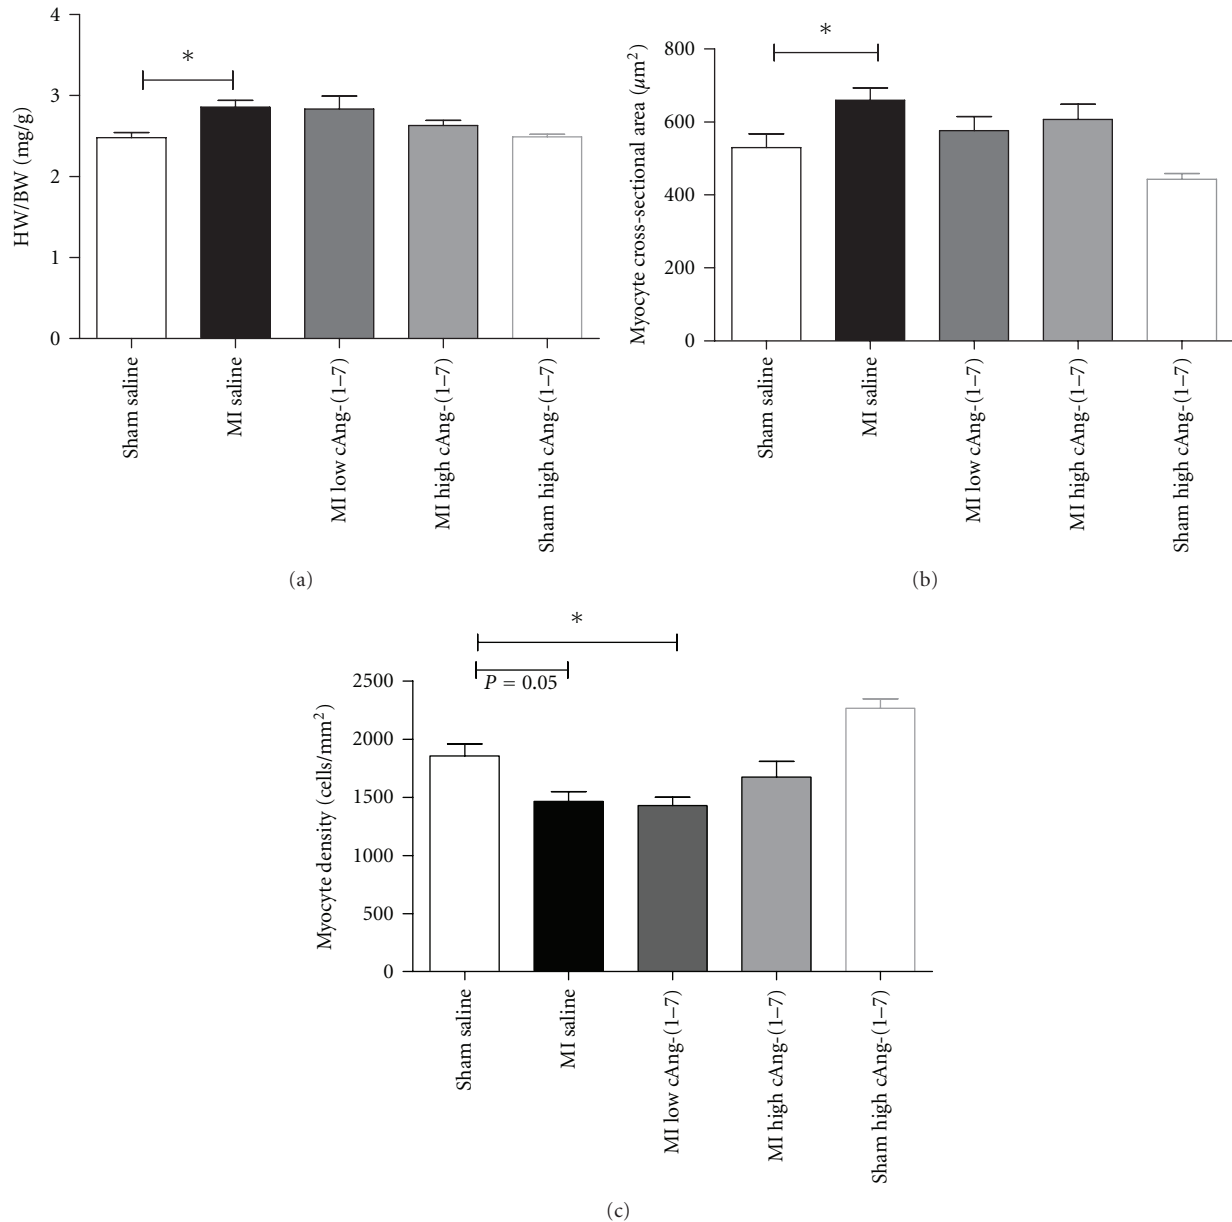 4
3
2
1
0
HW/BW (mg/g)
*
Sham saline
MI saline
MI low cAng-(1–7)
MI high cAng-(1–7)
Sham high cAng-(1–7)
(a)
800
600
400
200
0
Myocyte cross-sectional area (μm²)
*
Sham saline
MI saline
MI low cAng-(1–7)
MI high cAng-(1–7)
Sham high cAng-(1–7)
(b)
*
P = 0.05
2500
2000
1500
1000
500
0
Myocyte density (cells/mm²)
Sham saline
MI saline
MI low cAng-(1–7)
MI high cAng-(1–7)
Sham high cAng-(1–7)
(c)